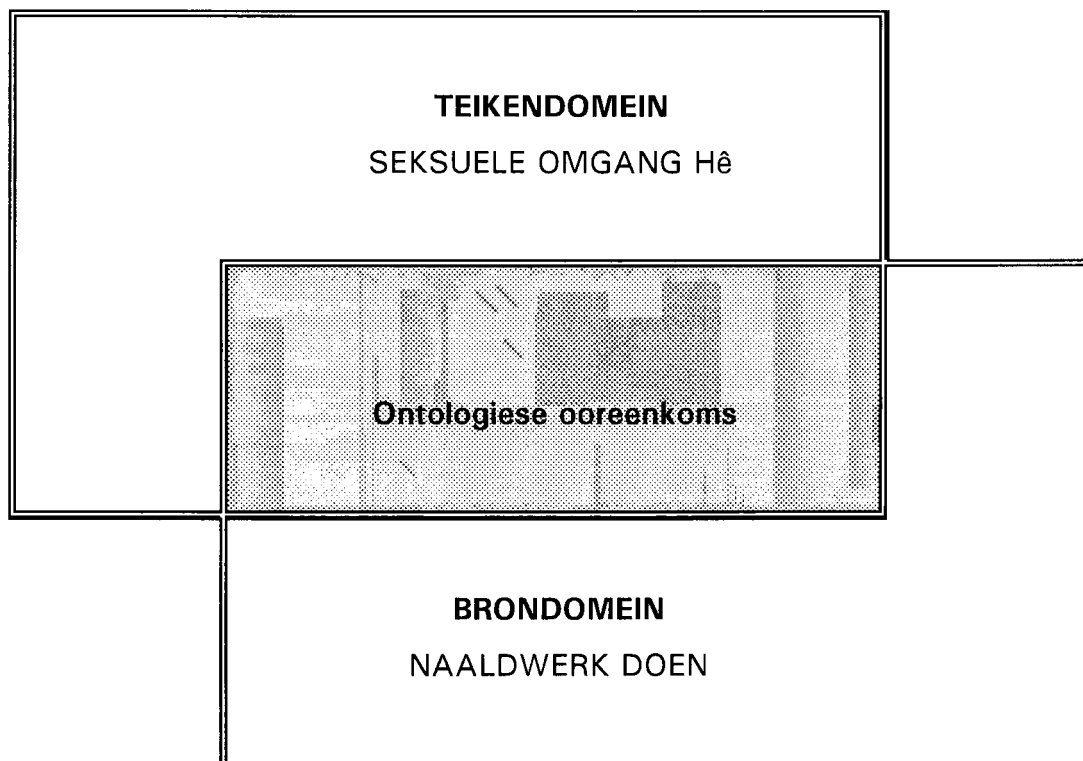 TEIKENDOMEIN
SEKSUELE OMGANG Hê
Ontologiese ooreenkoms
BRONDOMEIN
NAALDWERK DOEN